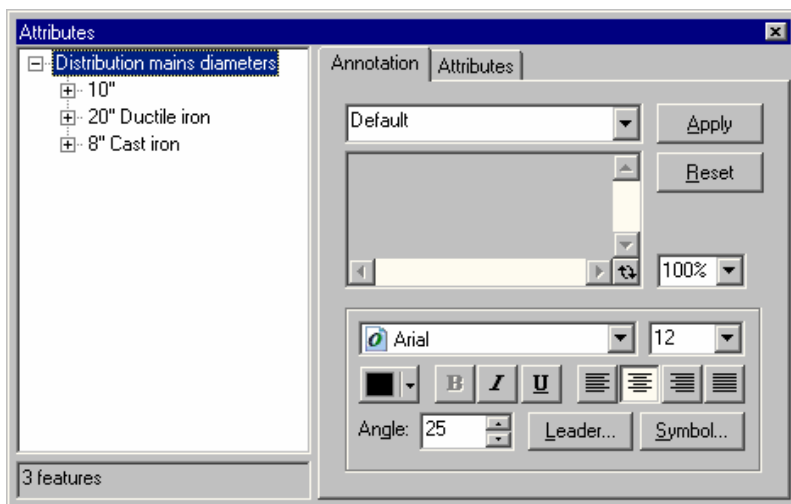 Attributes
Distribution mains diameters
10"
20" Ductile iron
8" Cast iron
3 features
Annotation
Attributes
Default
Apply
Reset
100%
Arial
12
B I U
Angle: 25
Leader...
Symbol...